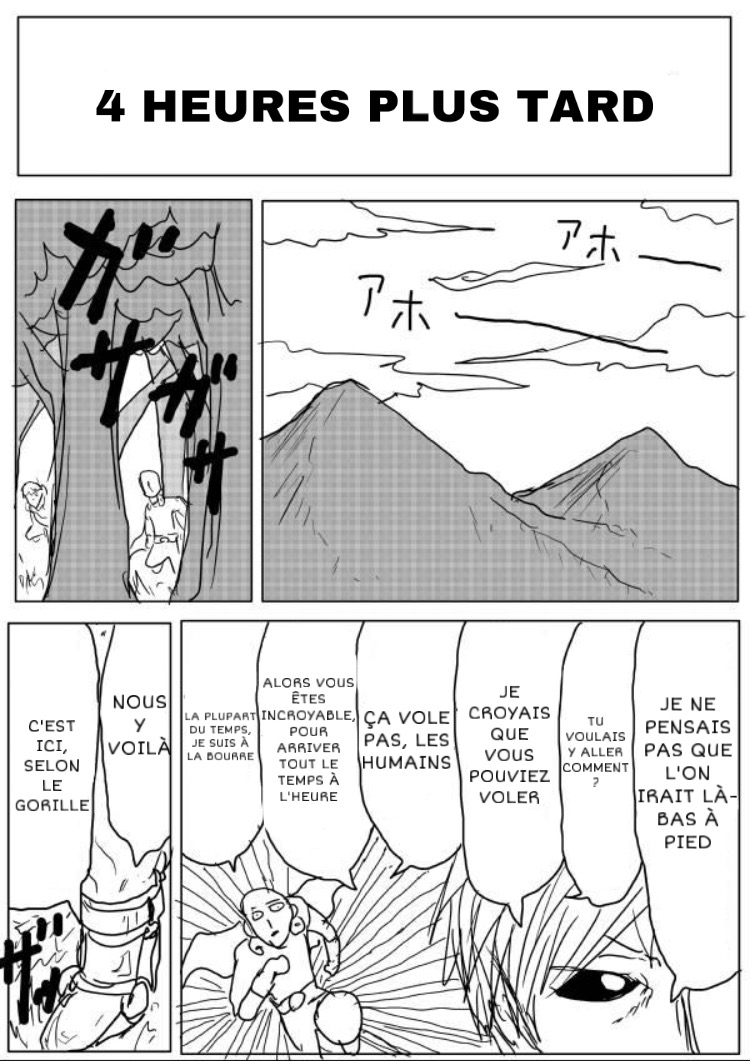 4 HEURES PLUS TARD
アホ
アホ
ガ
サ
ガ
サ
JE NE
PENSAIS
PAS QUE
L'ON
IRAIT LÀ-
BAS À
PIED
TU
VOULAIS
Y ALLER
COMMENT
?
JE
CROYAIS
QUE
VOUS
POUVIEZ
VOLER
ÇA VOLE
PAS, LES
HUMAINS
ALORS VOUS
ÊTES
INCROYABLE,
POUR
ARRIVER
TOUT LE
TEMPS À
L'HEURE
LA PLUPART
DU TEMPS,
JE SUIS À
LA BOURRE
NOUS
Y
VOILÀ
C'EST
ICI,
SELON
LE
GORILLE
ザッ